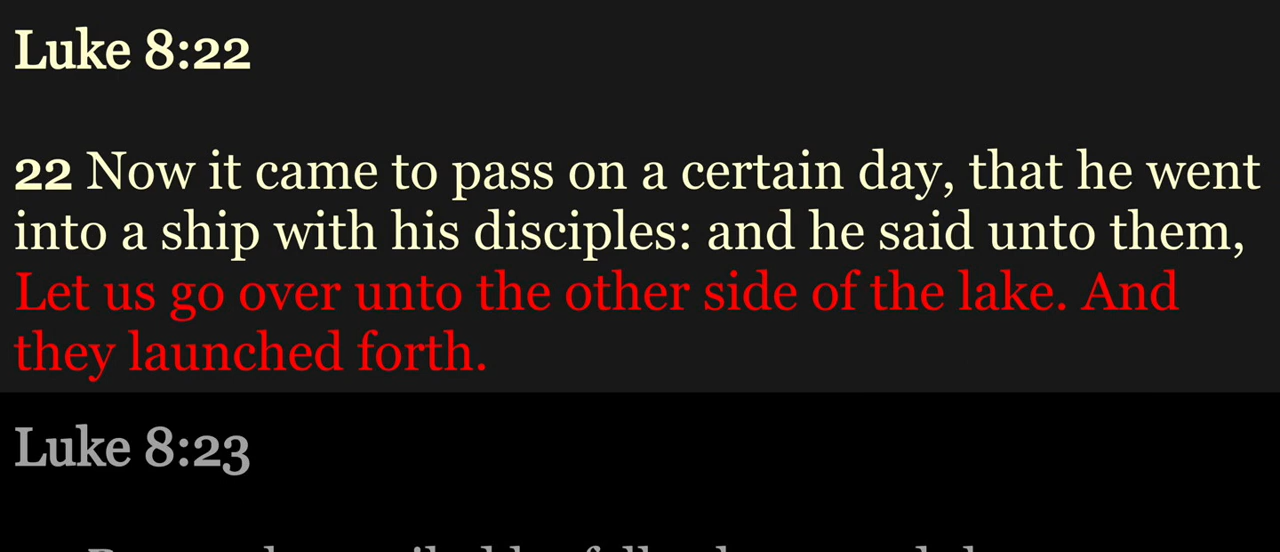 Luke 8:22
22 Now it came to pass on a certain day, that he went
into a ship with his disciples: and he said unto them,
Let us go over unto the other side of the lake. And
they launched forth.
Luke 8:23